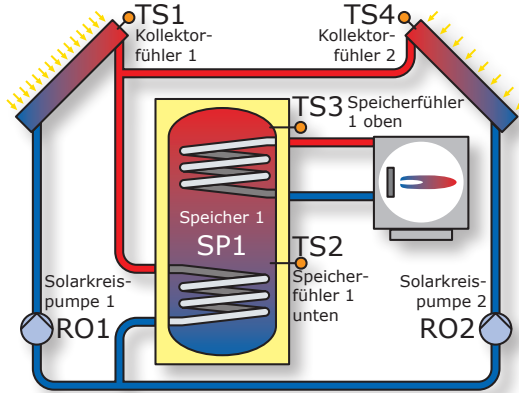 TS1
Kollektor-
fühler 1
TS4
Kollektor-
fühler 2
TS3
Speicherfühler
1 oben
Speicher 1
SP1
TS2
Speicher-
fühler 1
unten
Solarkreis-
pumpe 1
RO1
Solarkreis-
pumpe 2
RO2